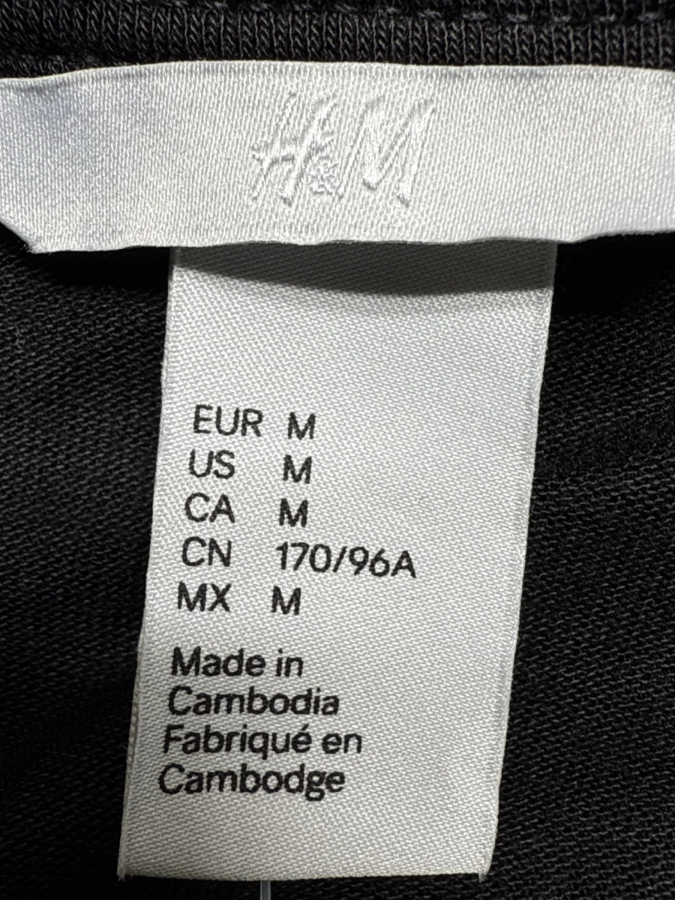 H&M
EUR M
US M
CA M
CN 170/96A
MX M
Made in
Cambodia
Fabriqué en
Cambodge